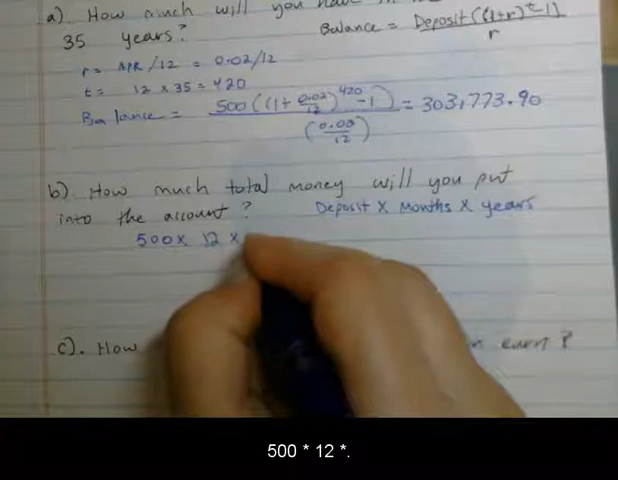 a) How much will you have in
35 years?
Balance = Deposit ((1+r)^t - 1) / r
r = APR / 12 = 0.02/12
t = 12 x 35 = 420
Balance = 500 ((1 + 0.02/12)^420 - 1) / (0.02/12) = 303,773.90
b). How much total money will you put
into the account?
Deposit x Months x years
500 x 12 x
c). How
earn?
500 * 12 *.